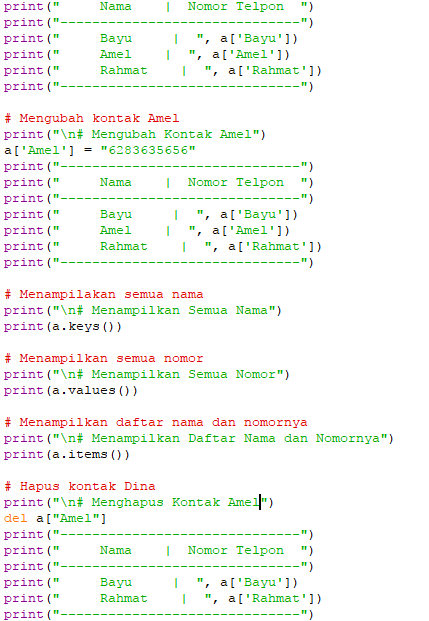 print("     Nama    |  Nomor Telpon  ")
print("------------------------------")
print("     Bayu     |  ", a['Bayu'])
print("     Amel    |  ", a['Amel'])
print("     Rahmat    |  ", a['Rahmat'])
print("------------------------------")
# Mengubah kontak Amel
print("\n# Mengubah Kontak Amel")
a['Amel'] = "6283635656"
print("------------------------------")
print("     Nama    |  Nomor Telpon  ")
print("------------------------------")
print("     Bayu     |  ", a['Bayu'])
print("     Amel    |  ", a['Amel'])
print("     Rahmat    |  ", a['Rahmat'])
print("------------------------------")
# Menampilakan semua nama
print("\n# Menampilkan Semua Nama")
print(a.keys())
# Menampilkan semua nomor
print("\n# Menampilkan Semua Nomor")
print(a.values())
# Menampilkan daftar nama dan nomornya
print("\n# Menampilkan Daftar Nama dan Nomornya")
print(a.items())
# Hapus kontak Dina
print("\n# Menghapus Kontak Amel")
del a["Amel"]
print("------------------------------")
print("     Nama    |  Nomor Telpon  ")
print("------------------------------")
print("     Bayu     |  ", a['Bayu'])
print("     Rahmat    |  ", a['Rahmat'])
print("------------------------------")